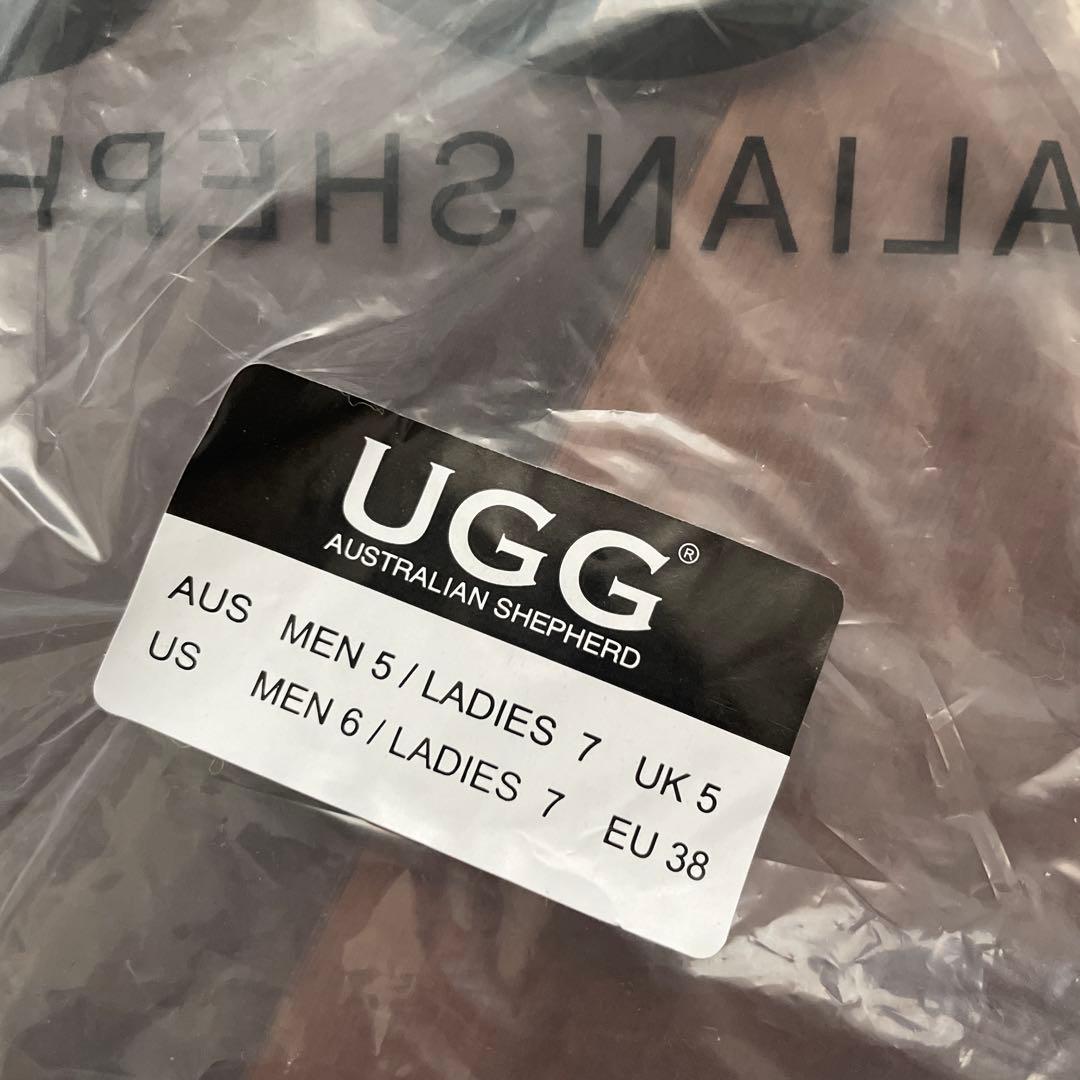 ALIAN SHEPH
UGG®
AUSTRALIAN SHEPHERD
AUS MEN 5 / LADIES 7 UK 5
US MEN 6 / LADIES 7 EU 38